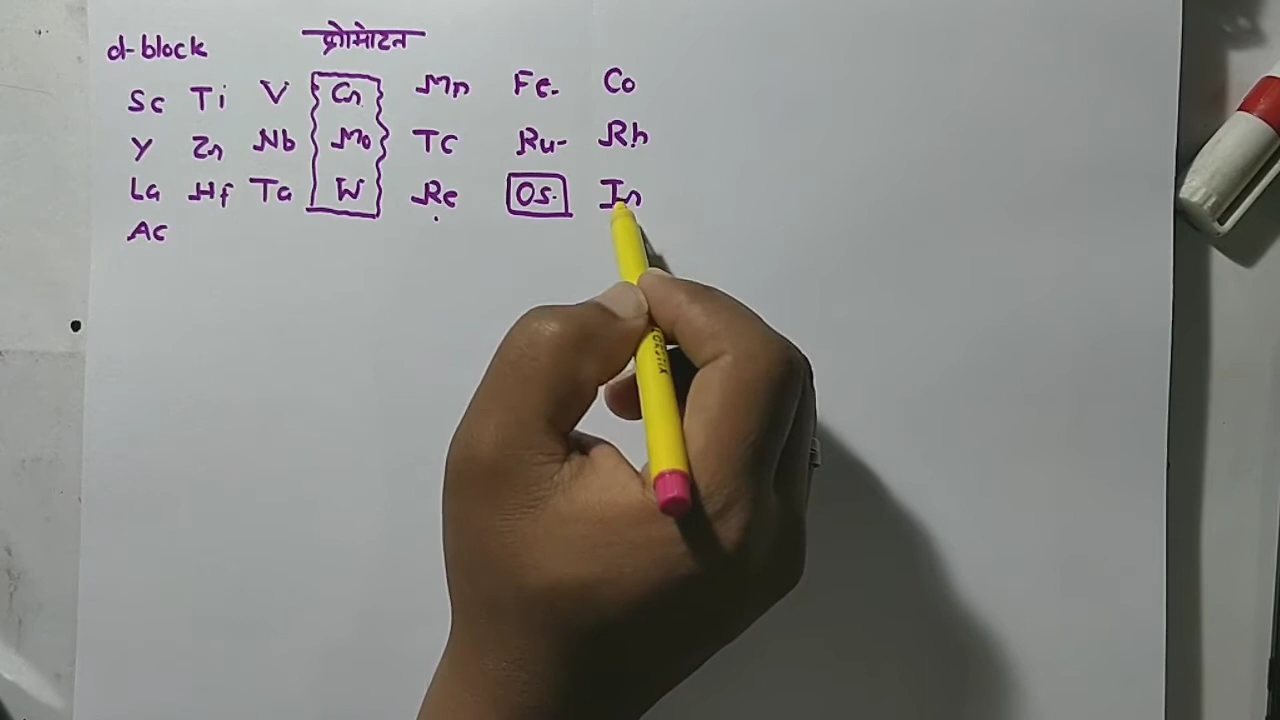 d-block क्रोमोटन
Sc Ti V Cr Mn Fe. Co
Y Zr Nb Mo Tc Ru- Rh
La Hf Ta W Re Os. Ir
Ac